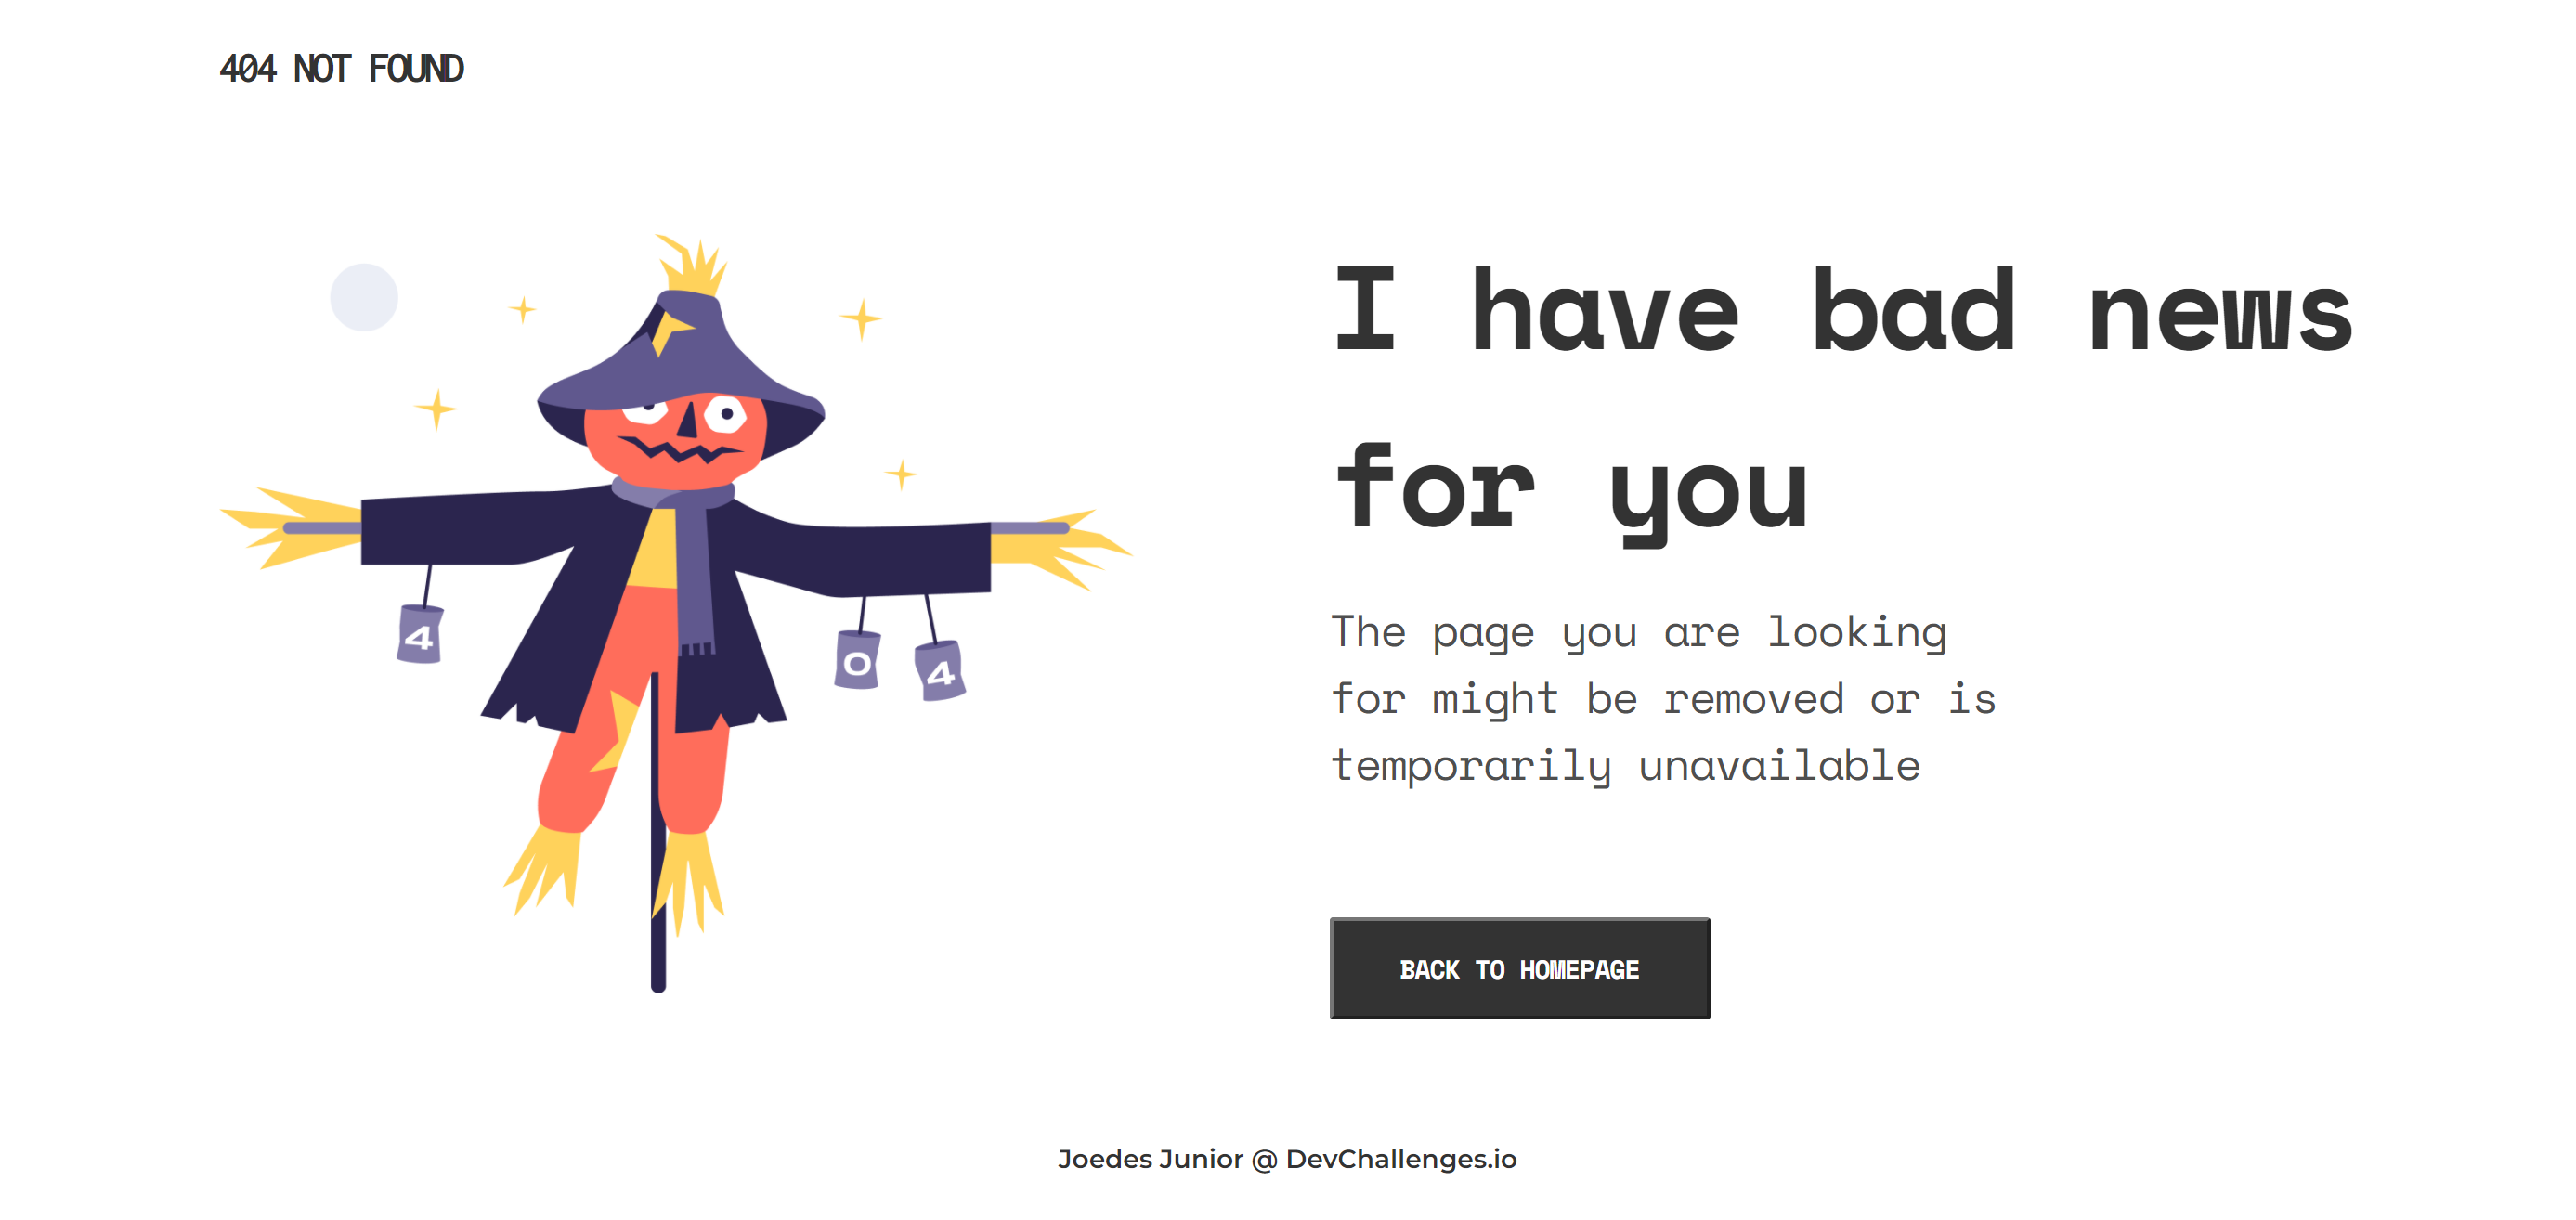 404 NOT FOUND
4
0
4
I have bad news
for you
The page you are looking
for might be removed or is
temporarily unavailable
BACK TO HOMEPAGE
Joedes Junior @ DevChallenges.io